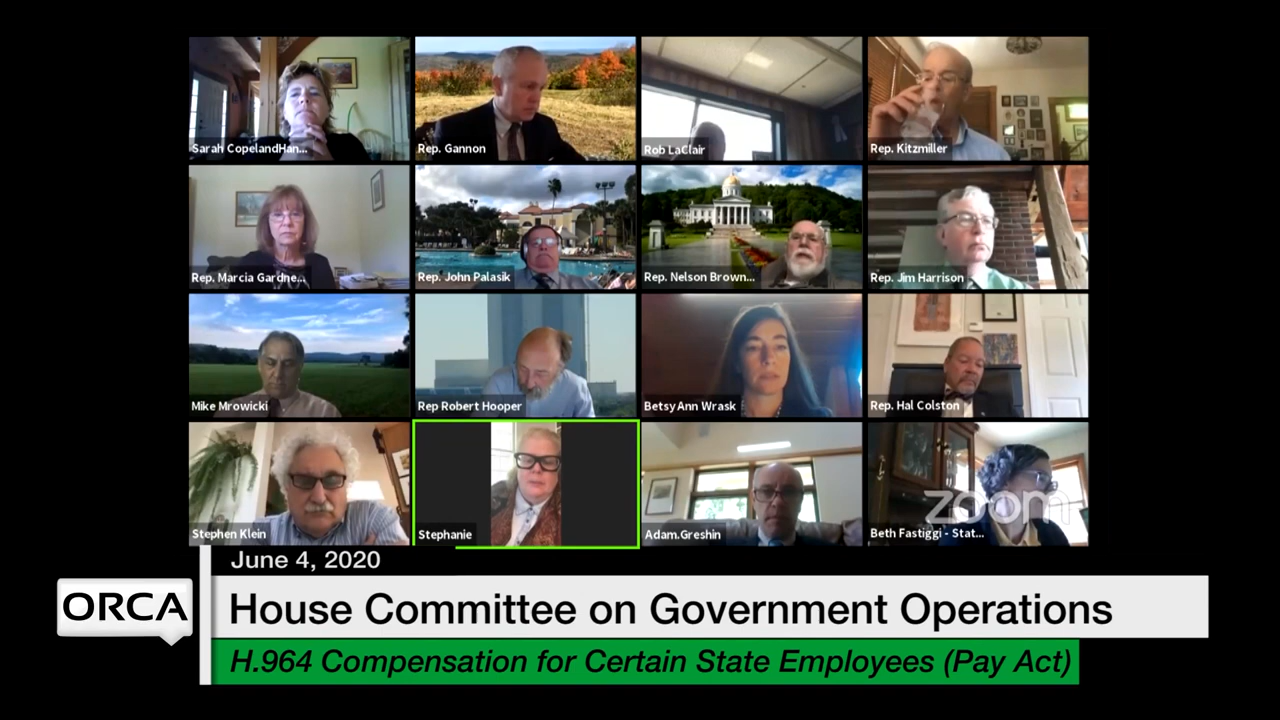 Sarah CopelandHan...
Rep. Gannon
Rob LaClair
Rep. Kitzmiller
Rep. Marcia Gardne...
Rep. John Palasik
Rep. Nelson Brown...
Rep. Jim Harrison
Mike Mrowicki
Rep Robert Hooper
Betsy Ann Wrask
Rep. Hal Colston
Stephen Klein
Stephanie
Adam.Greshin
Beth Fastiggi - Stat...
zoom
June 4, 2020
ORCA
House Committee on Government Operations
H.964 Compensation for Certain State Employees (Pay Act)